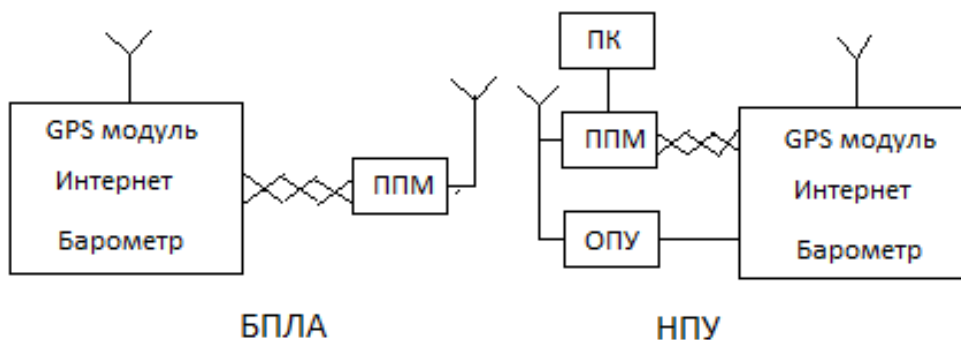 GPS модуль
Интернет
Барометр
ППМ
БПЛА
ПК
ППМ
ОПУ
GPS модуль
Интернет
Барометр
НПУ